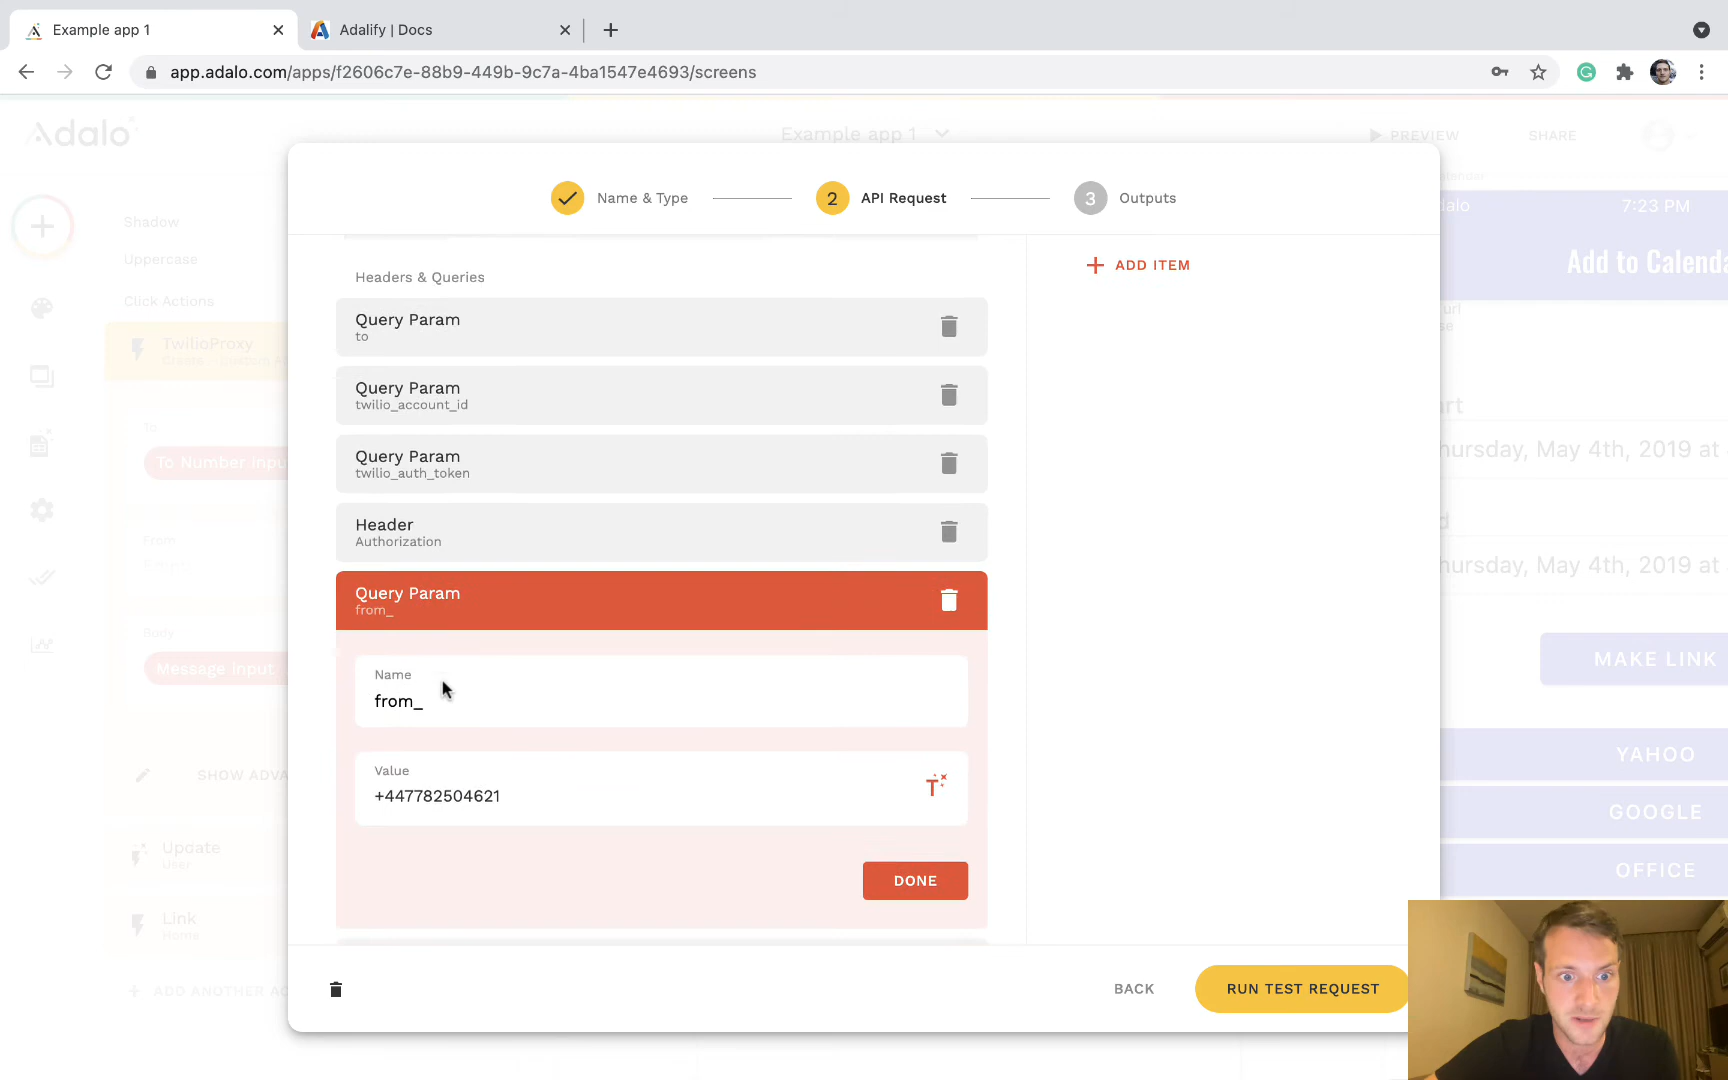 Example app 1
Adalify | Docs
app.adalo.com/apps/f2606c7e-88b9-449b-9c7a-4ba1547e4693/screens
Adalo
Example app 1
PREVIEW
SHARE
Name & Type
2
API Request
3
Outputs
Shadow
Uppercase
Click Actions
TwilioProxy
To
To Number Input
From
Body
Message Input
SHOW ADVA
Update
User
Link
Home
ADD ANOTHER AC
Headers & Queries
Query Param
to
Query Param
twilio_account_id
Query Param
twilio_auth_token
Header
Authorization
Query Param
from_
Name
from_
Value
+447782504621
DONE
ADD ITEM
BACK
RUN TEST REQUEST
dalo
7:23 PM
Add to Calenda
url
se
art
hursday, May 4th, 2019 at
d
hursday, May 4th, 2019 at
MAKE LINK
YAHOO
GOOGLE
OFFICE